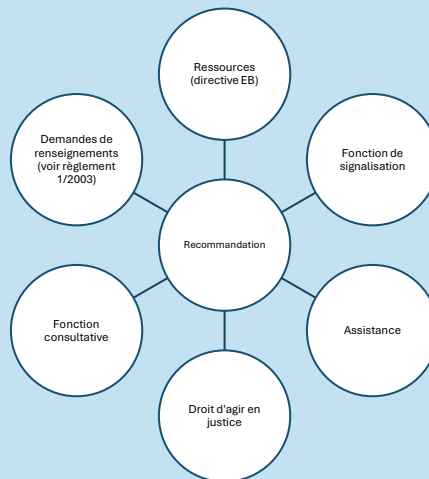 Ressources
(directive EB)
Demandes de
renseignements
(voir règlement
1/2003)
Fonction de
signalisation
Recommandation
Fonction
consultative
Assistance
Droit d'agir en
justice